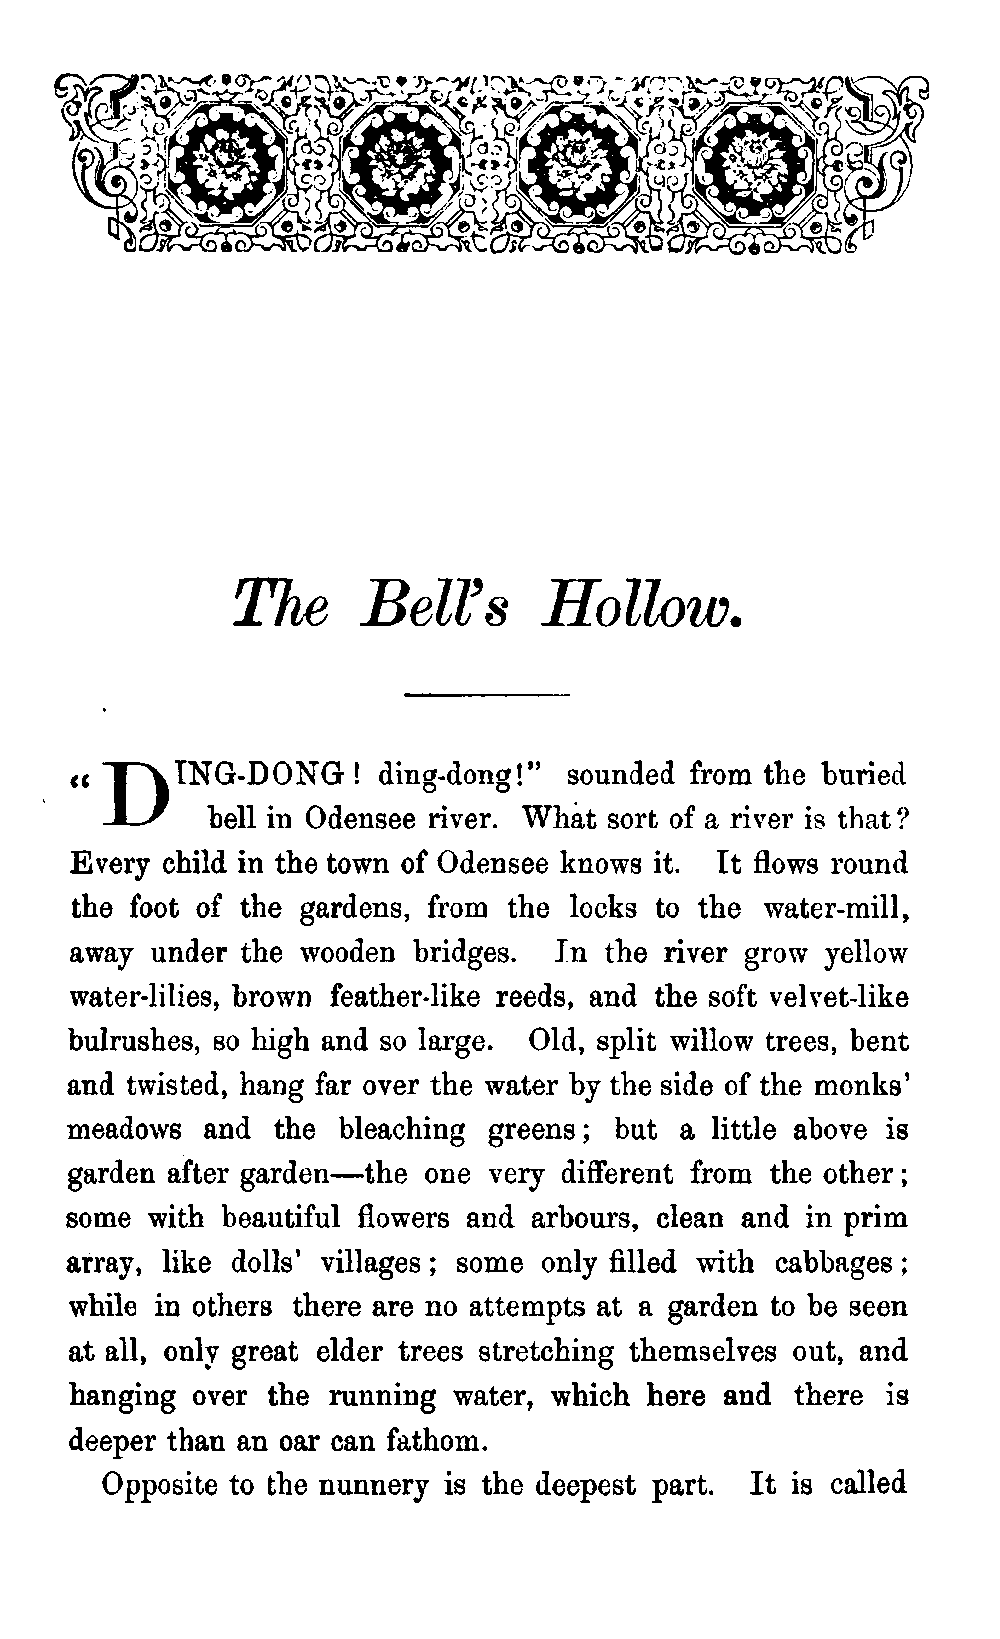 The Bell's Hollow.
"DING-DONG! ding-dong!" sounded from the buried
bell in Odensee river. What sort of a river is that?
Every child in the town of Odensee knows it. It flows round
the foot of the gardens, from the locks to the water-mill,
away under the wooden bridges. In the river grow yellow
water-lilies, brown feather-like reeds, and the soft velvet-like
bulrushes, so high and so large. Old, split willow trees, bent
and twisted, hang far over the water by the side of the monks'
meadows and the bleaching greens; but a little above is
garden after garden—the one very different from the other;
some with beautiful flowers and arbours, clean and in prim
array, like dolls' villages; some only filled with cabbages;
while in others there are no attempts at a garden to be seen
at all, only great elder trees stretching themselves out, and
hanging over the running water, which here and there is
deeper than an oar can fathom.
Opposite to the nunnery is the deepest part. It is called